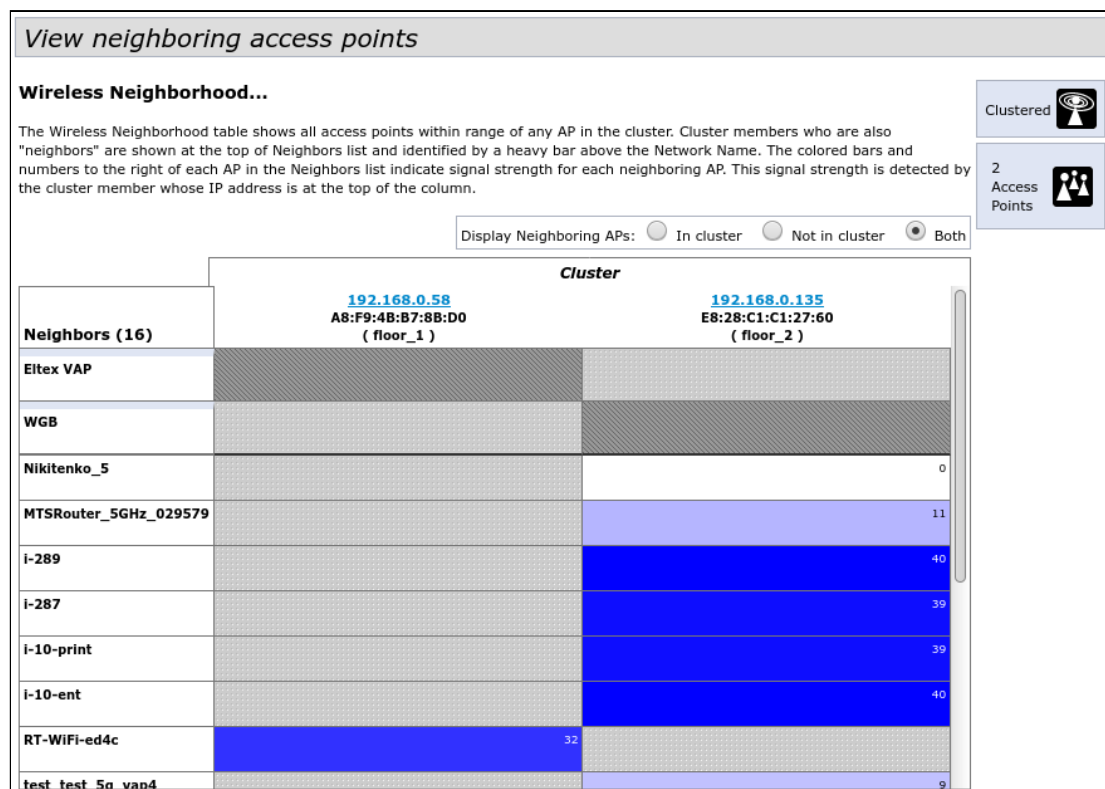 View neighboring access points
Wireless Neighborhood...
The Wireless Neighborhood table shows all access points within range of any AP in the cluster. Cluster members who are also
"neighbors" are shown at the top of Neighbors list and identified by a heavy bar above the Network Name. The colored bars and
numbers to the right of each AP in the Neighbors list indicate signal strength for each neighboring AP. This signal strength is detected by
the cluster member whose IP address is at the top of the column.
Clustered
2
Access
Points
Display Neighboring APs: In cluster Not in cluster Both
Cluster
Neighbors (16)
192.168.0.58
A8:F9:4B:B7:8B:D0
( floor_1 )
192.168.0.135
E8:28:C1:C1:27:60
( floor_2 )
Eltex VAP
WGB
Nikitenko_5 0
MTSRouter_5GHz_029579 11
i-289 40
i-287 39
i-10-print 39
i-10-ent 40
RT-WiFi-ed4c 32
test_test_5g_vap4 9